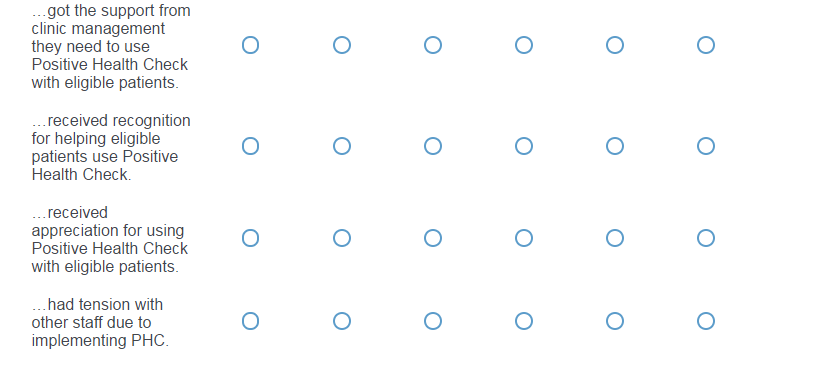 ...got the support from
clinic management
they need to use
Positive Health Check
with eligible patients.
...received recognition
for helping eligible
patients use Positive
Health Check.
...received
appreciation for using
Positive Health Check
with eligible patients.
...had tension with
other staff due to
implementing PHC.